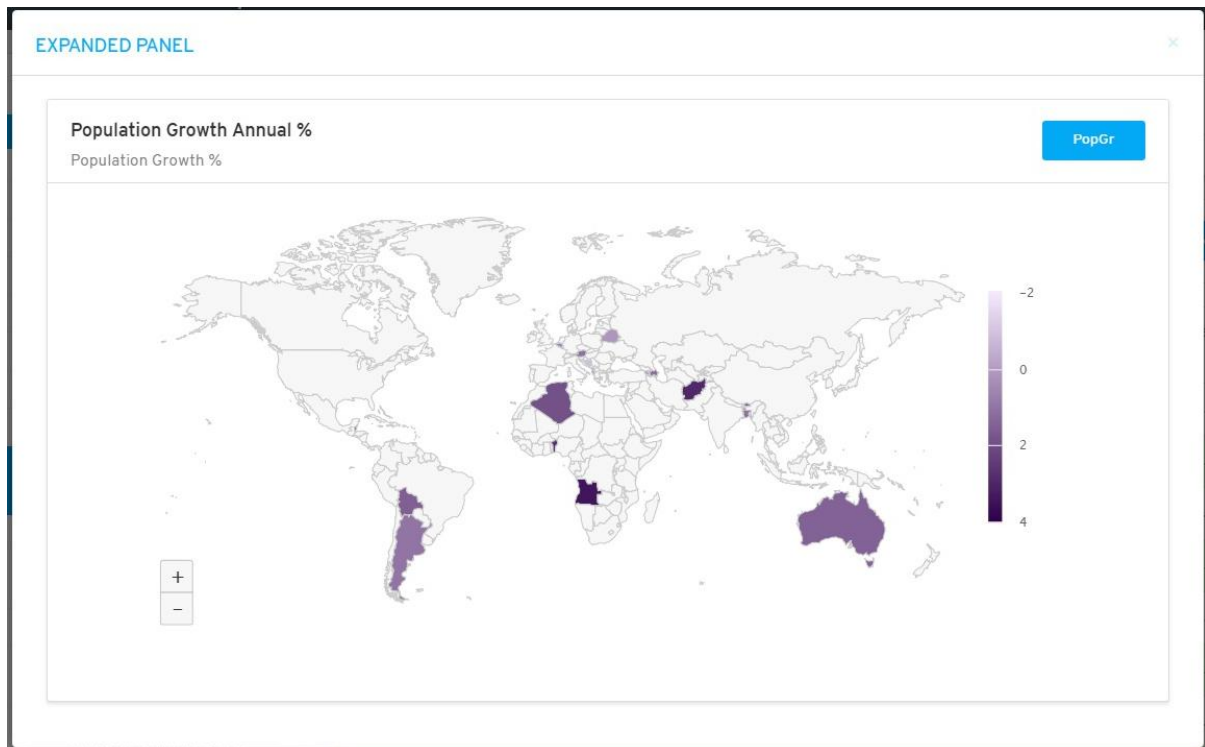 EXPANDED PANEL
×
Population Growth Annual %
Population Growth %
PopGr
−2
0
2
4
+
−